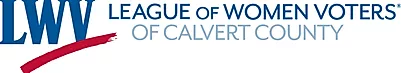 LWV
LEAGUE OF WOMEN VOTERS®
OF CALVERT COUNTY